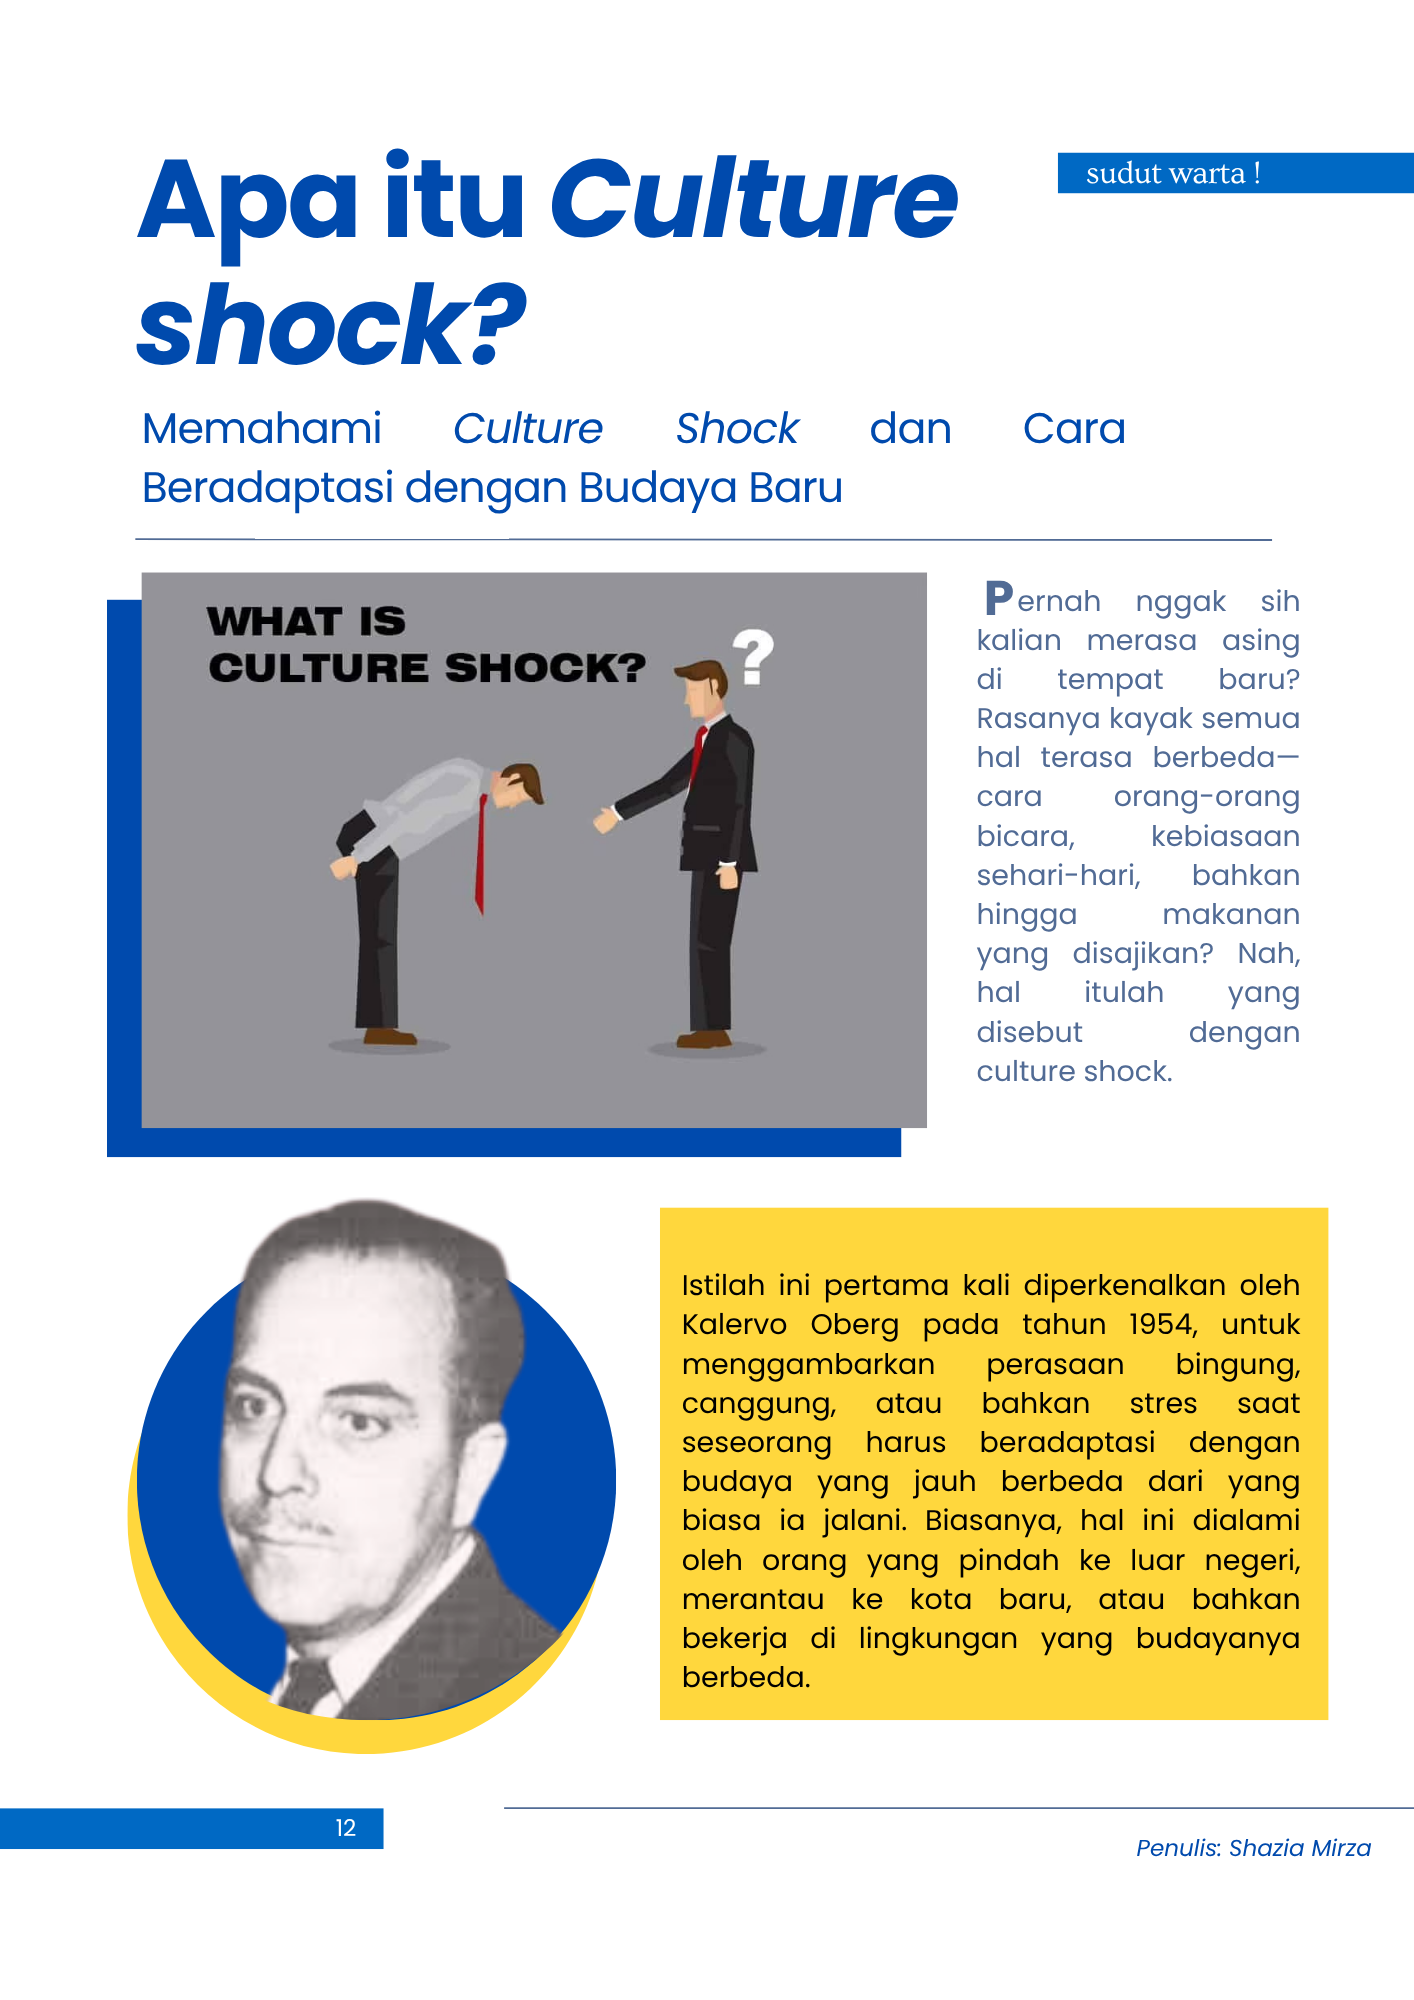 Apa itu Culture
shock?
sudut warta !
Memahami Culture Shock dan Cara
Beradaptasi dengan Budaya Baru
WHAT IS
CULTURE SHOCK?
?
Pernah nggak sih
kalian merasa asing
di tempat baru?
Rasanya kayak semua
hal terasa berbeda—
cara orang-orang
bicara, kebiasaan
sehari-hari, bahkan
hingga makanan
yang disajikan? Nah,
hal itulah yang
disebut dengan
culture shock.
Istilah ini pertama kali diperkenalkan oleh
Kalervo Oberg pada tahun 1954, untuk
menggambarkan perasaan bingung,
canggung, atau bahkan stres saat
seseorang harus beradaptasi dengan
budaya yang jauh berbeda dari yang
biasa ia jalani. Biasanya, hal ini dialami
oleh orang yang pindah ke luar negeri,
merantau ke kota baru, atau bahkan
bekerja di lingkungan yang budayanya
berbeda.
12
Penulis: Shazia Mirza